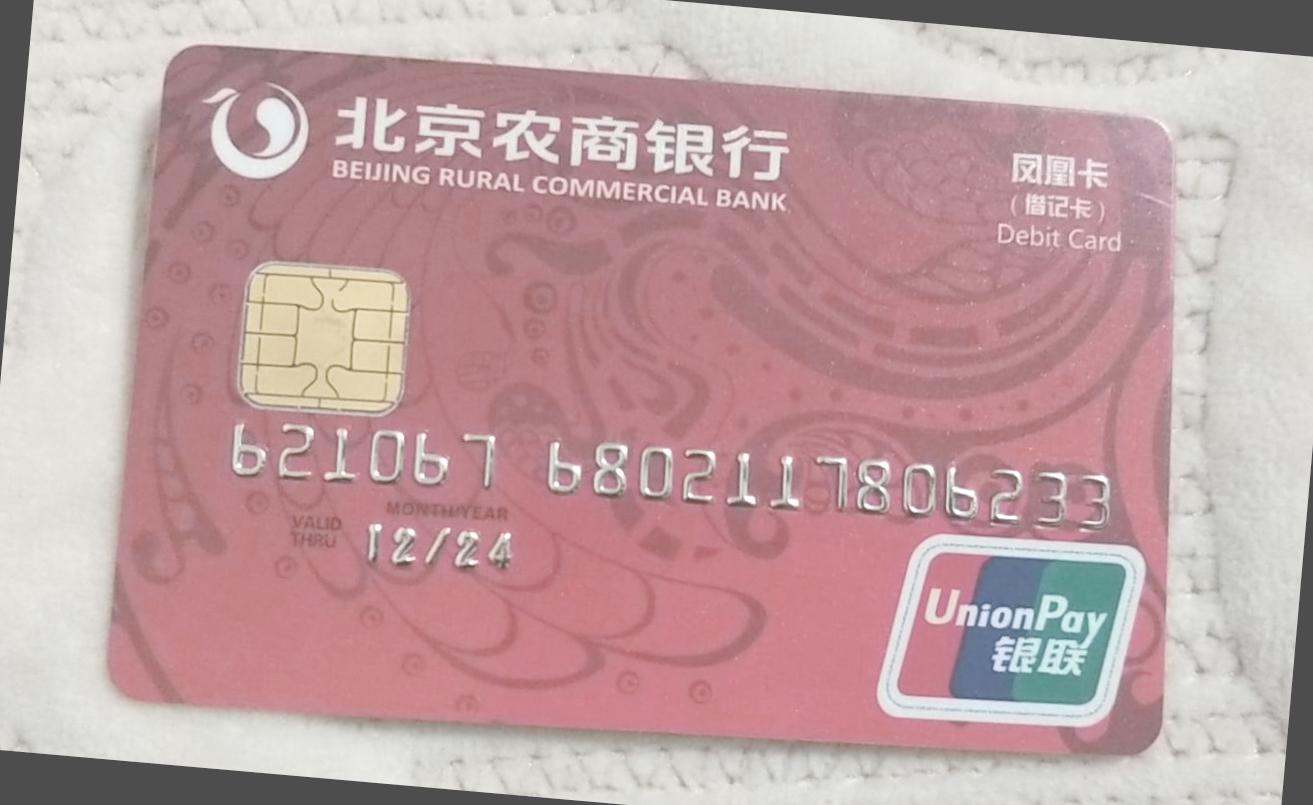 北京农商银行
BEIJING RURAL COMMERCIAL BANK
凤凰卡
（借记卡）
Debit Card
621067 6802117806233
MONTH/YEAR
VALID
THRU
12/24
UnionPay
银联